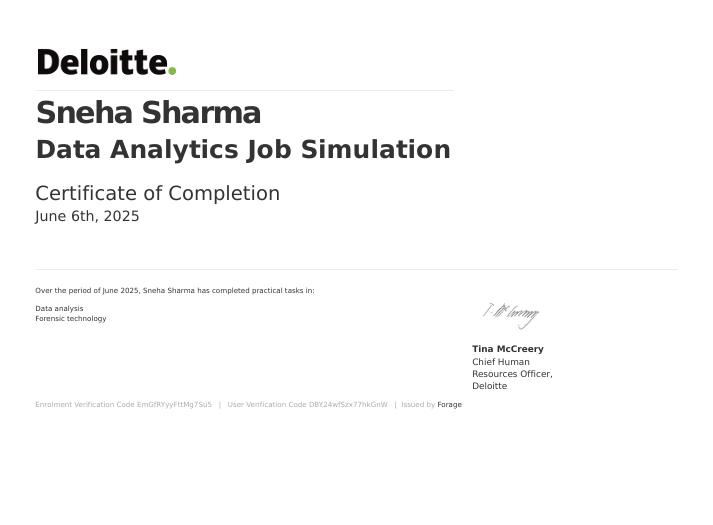 Deloitte.
Sneha Sharma
Data Analytics Job Simulation
Certificate of Completion
June 6th, 2025
Over the period of June 2025, Sneha Sharma has completed practical tasks in:
Data analysis
Forensic technology
Tina McCreery
Chief Human
Resources Officer,
Deloitte
Enrolment Verification Code EmGfRYyyFttMg7Su5 | User Verification Code DBY24wfSzx77hkGnW | Issued by Forage